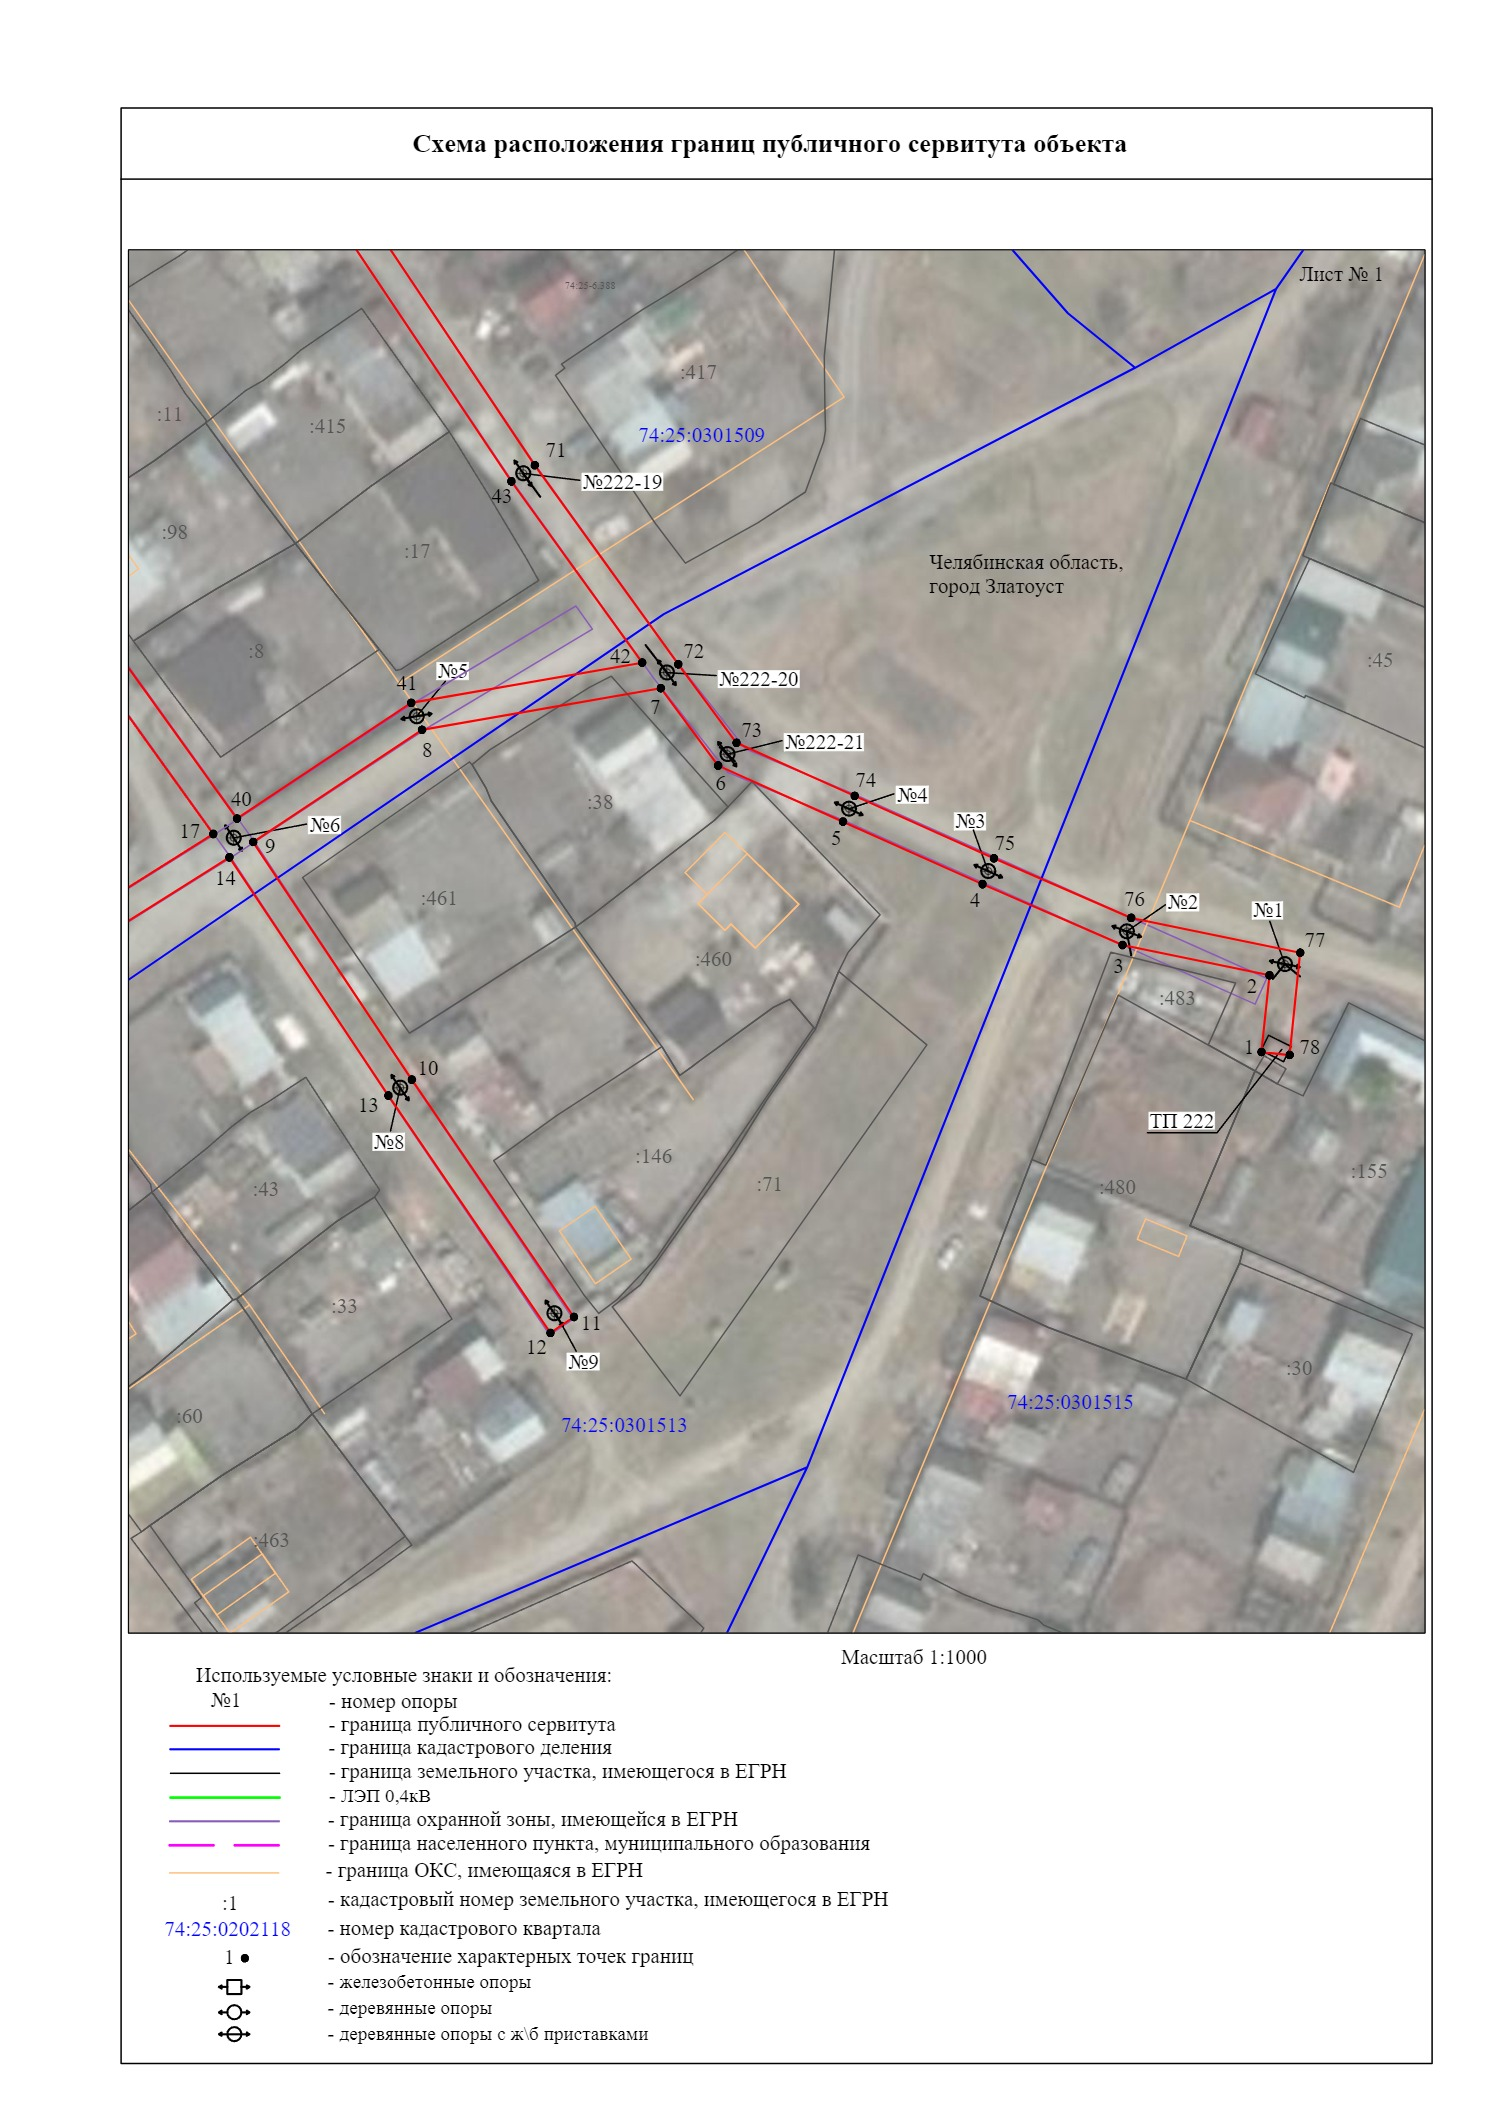 Схема расположения границ публичного сервитута объекта
Лист № 1
74:25-6.388
:417
:11
:415
74:25:0301509
71
№222-19
43
:98
:17
Челябинская область,
город Златоуст
:8
42
72
:45
№5
№222-20
41
7
73
№222-21
8
6
74
№4
40
:38
17
№6
5
№3
9
75
14
:461
4
76
№2
№1
77
:460
3
2
:483
1
78
10
13
ТП 222
№8
:146
:155
:43
:71
:480
:33
11
12
№9
:30
74:25:0301515
:60
74:25:0301513
:463
Масштаб 1:1000
Используемые условные знаки и обозначения:
№1 - номер опоры
- граница публичного сервитута
- граница кадастрового деления
- граница земельного участка, имеющегося в ЕГРН
- ЛЭП 0,4кВ
- граница охранной зоны, имеющейся в ЕГРН
- граница населенного пункта, муниципального образования
- граница ОКС, имеющаяся в ЕГРН
:1 - кадастровый номер земельного участка, имеющегося в ЕГРН
74:25:0202118 - номер кадастрового квартала
1 - обозначение характерных точек границ
- железобетонные опоры
- деревянные опоры
- деревянные опоры с ж\б приставками